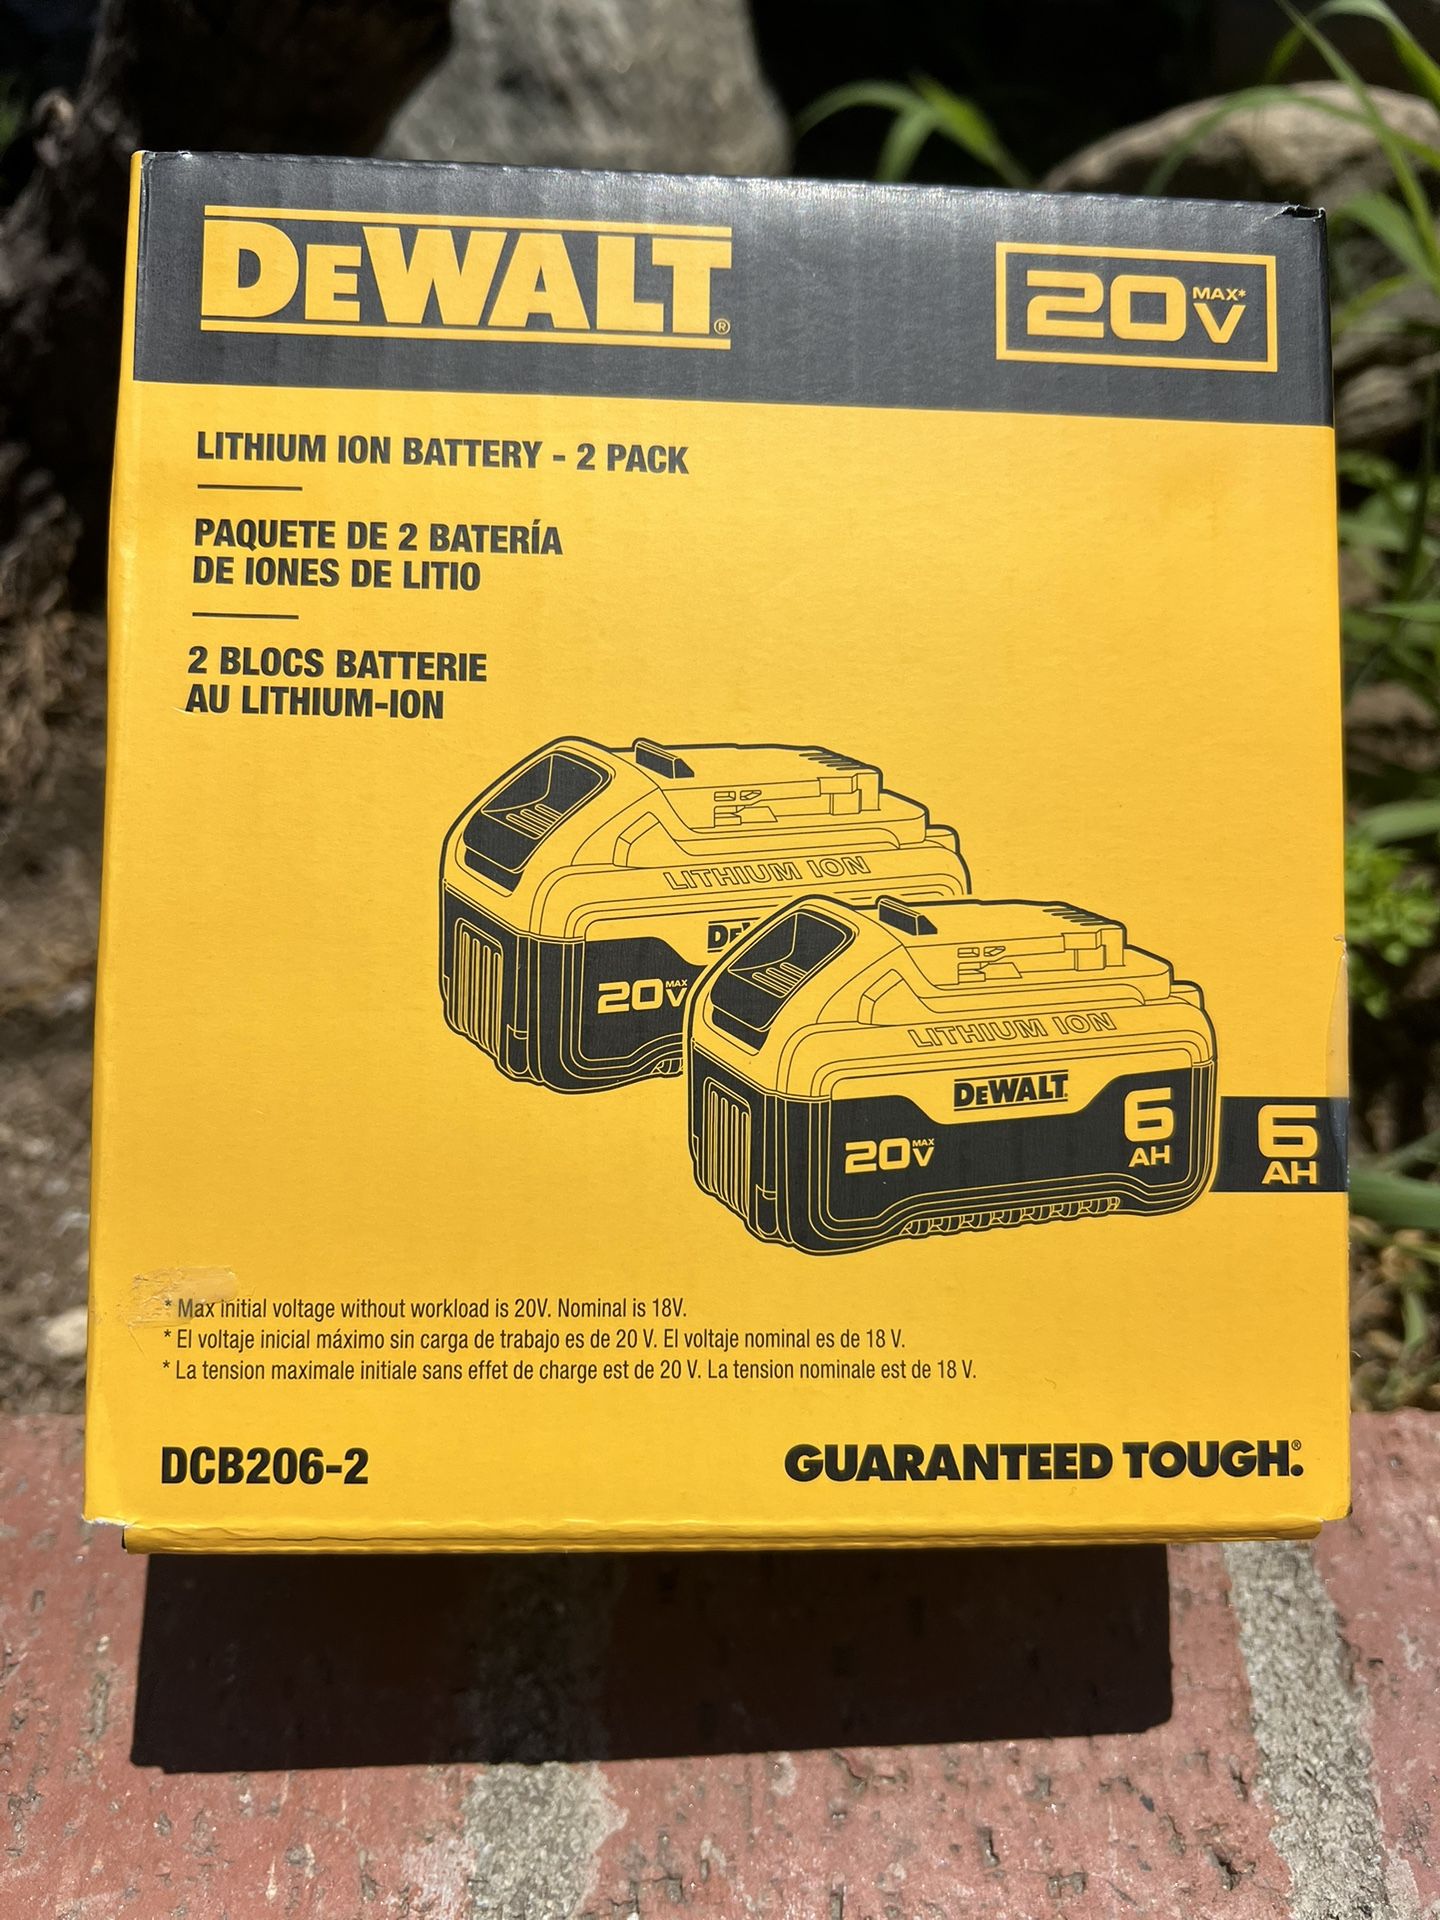 DEWALT®
20V MAX*
LITHIUM ION BATTERY - 2 PACK
PAQUETE DE 2 BATERÍA
DE IONES DE LITIO
2 BLOCS BATTERIE
AU LITHIUM-ION
LITHIUM ION
20V MAX
LITHIUM ION
DEWALT
20V MAX
6
AH
6
AH
* Max initial voltage without workload is 20V. Nominal is 18V.
* El voltaje inicial máximo sin carga de trabajo es de 20 V. El voltaje nominal es de 18 V.
* La tension maximale initiale sans effet de charge est de 20 V. La tension nominale est de 18 V.
DCB206-2
GUARANTEED TOUGH.®